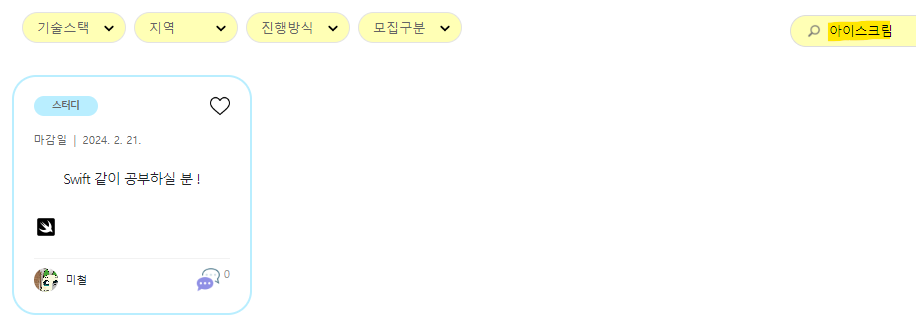 기술스택 지역 진행방식 모집구분 아이스크림
스터디
마감일 | 2024. 2. 21.
Swift 같이 공부하실 분 !
미철 0